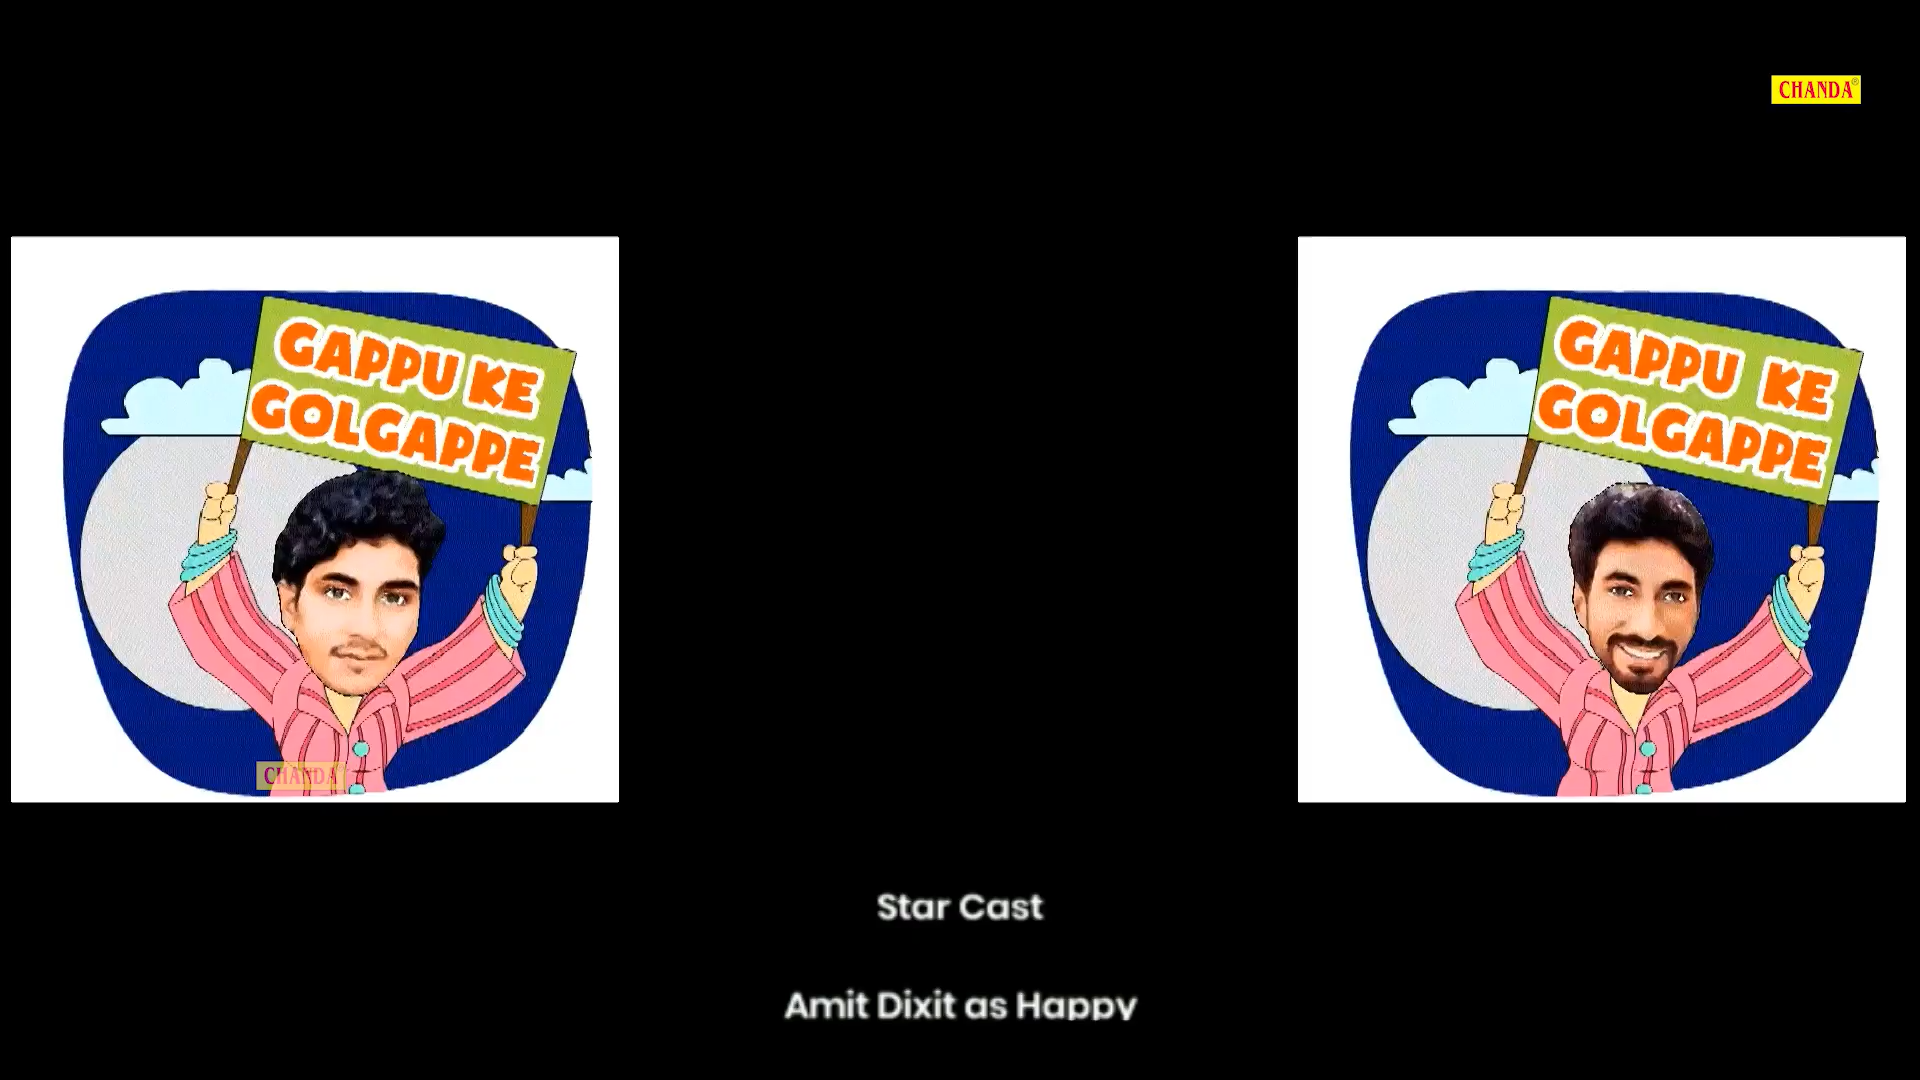 CHANDA
GAPPU KE
GOLGAPPE
GAPPU KE
GOLGAPPE
CHANDA
Star Cast
Amit Dixit as Happy